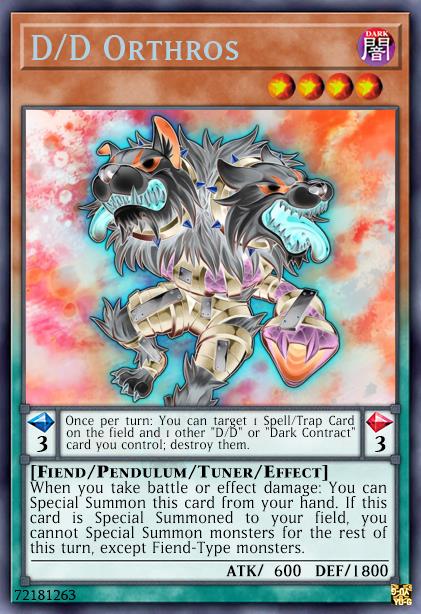 D/D Orthros
DARK
闇
Once per turn: You can target 1 Spell/Trap Card
on the field and 1 other "D/D" or "Dark Contract"
card you control; destroy them.
3
3
[Fiend/Pendulum/Tuner/Effect]
When you take battle or effect damage: You can
Special Summon this card from your hand. If this
card is Special Summoned to your field, you
cannot Special Summon monsters for the rest of
this turn, except Fiend-Type monsters.
ATK/ 600 DEF/1800
72181263